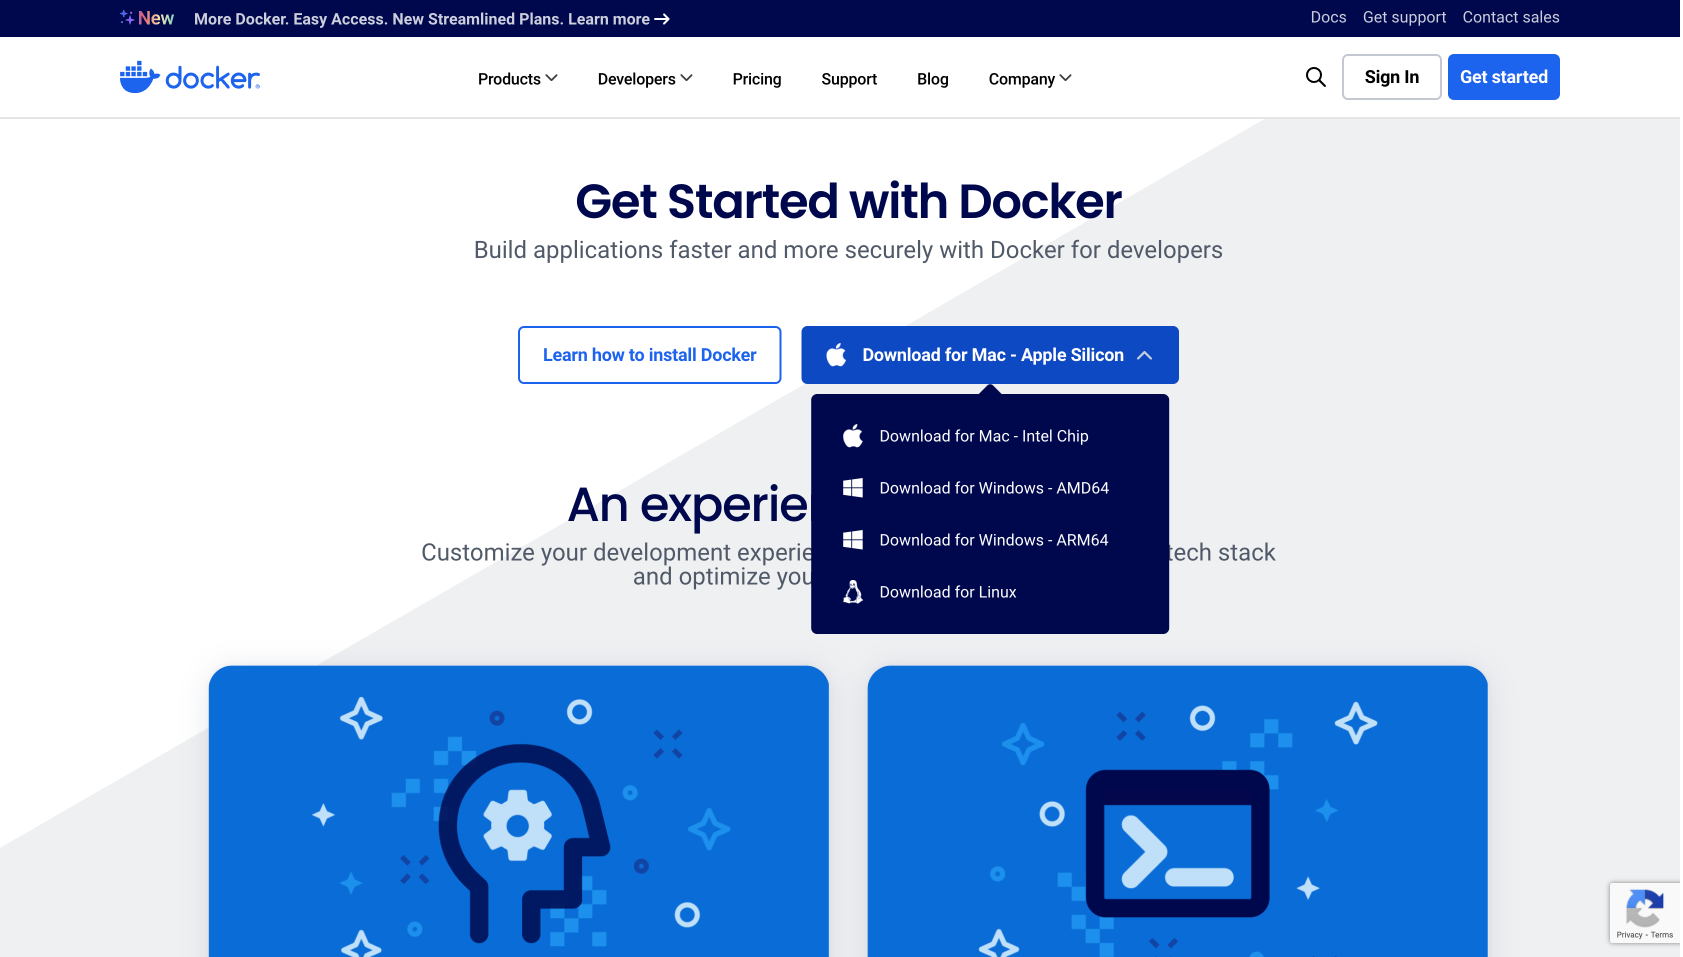 New
More Docker. Easy Access. New Streamlined Plans. Learn more
Docs
Get support
Contact sales
docker
Products
Developers
Pricing
Support
Blog
Company
Sign In
Get started
Get Started with Docker
Build applications faster and more securely with Docker for developers
Learn how to install Docker
Download for Mac - Apple Silicon
Download for Mac - Intel Chip
Download for Windows - AMD64
Download for Windows - ARM64
Download for Linux
An experie
Customize your development experie tech stack
and optimize you
Privacy - Terms